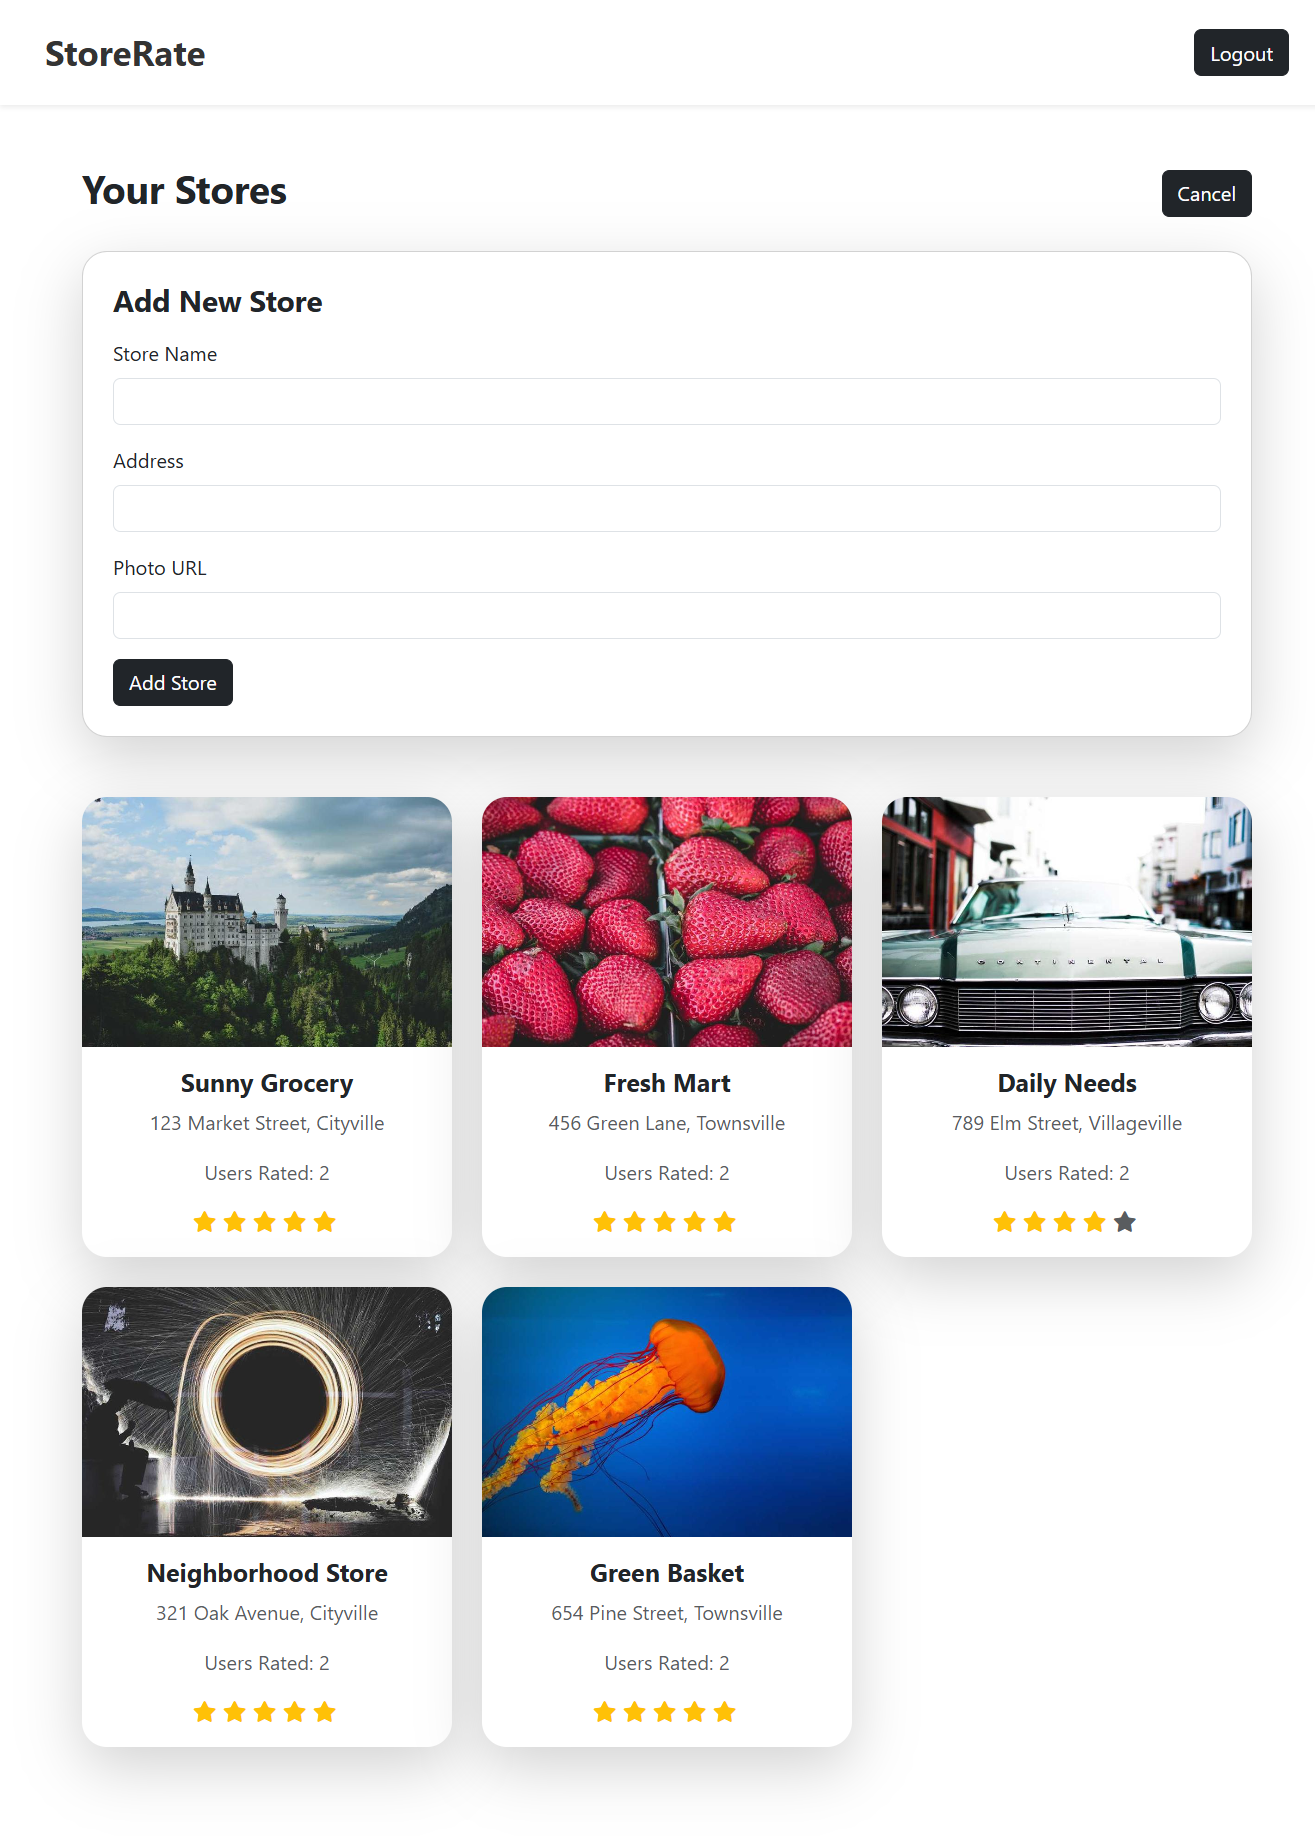 StoreRate
Logout
Your Stores
Cancel
Add New Store
Store Name
Address
Photo URL
Add Store
CONTINENTAL
Sunny Grocery
123 Market Street, Cityville
Users Rated: 2
Fresh Mart
456 Green Lane, Townsville
Users Rated: 2
Daily Needs
789 Elm Street, Villageville
Users Rated: 2
Neighborhood Store
321 Oak Avenue, Cityville
Users Rated: 2
Green Basket
654 Pine Street, Townsville
Users Rated: 2